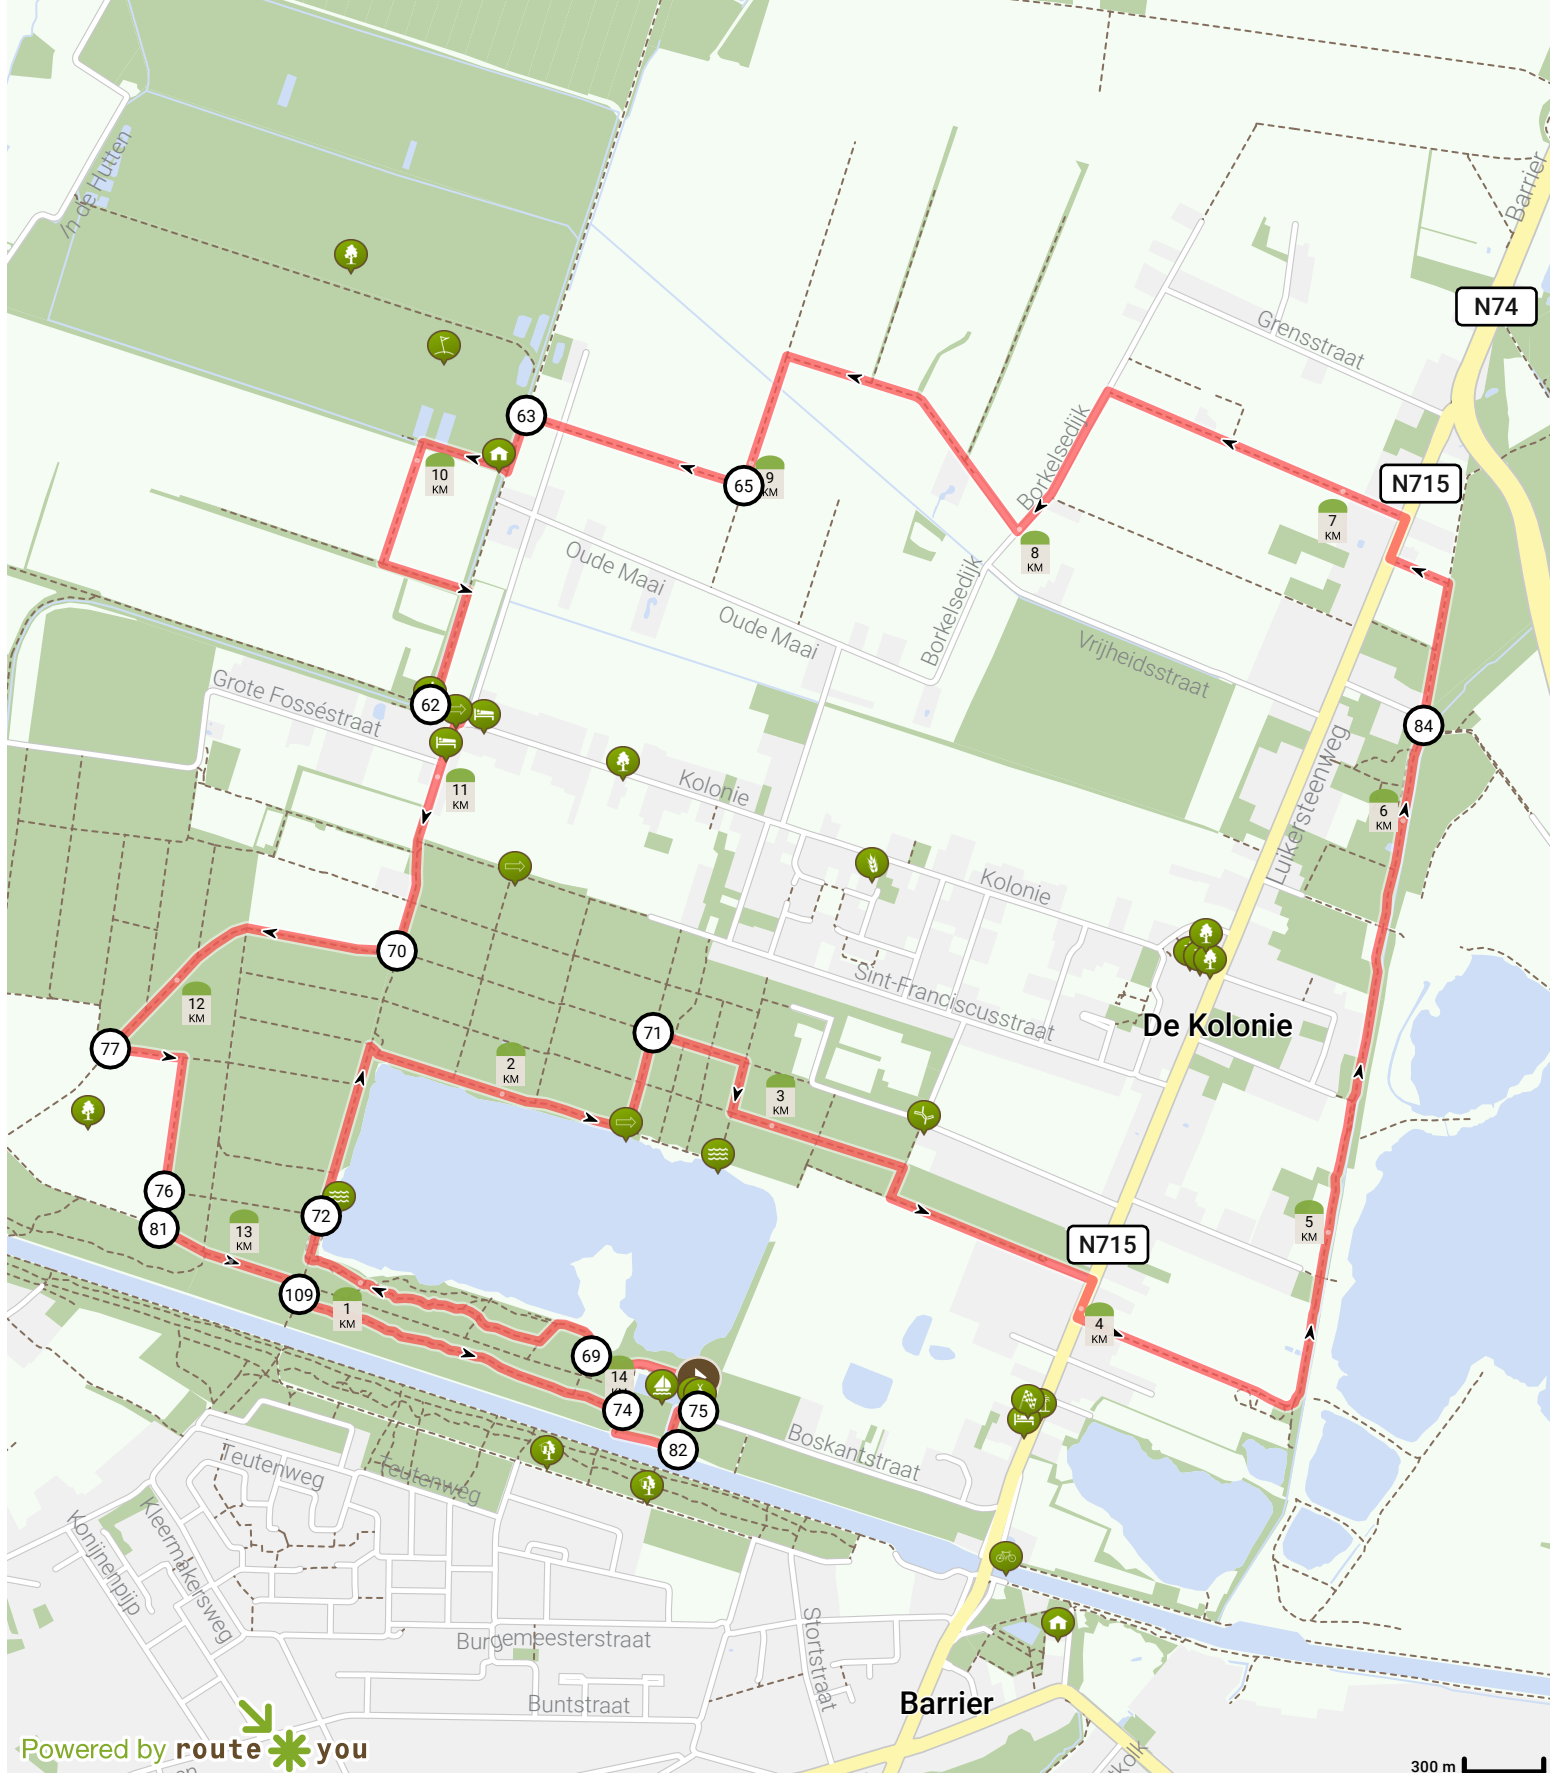 In de Hutten
Barrier
N74
Grensstraat
63
Borkelsedijk
10
KM
65
9
KM
N715
7
KM
8
KM
Oude Maai
Oude Maai
Borkelsedijk
Vrijheidsstraat
Grote Fosséstraat
62
84
Luikersteenweg
11
KM
Kolonie
6
KM
Kolonie
70
Sint-Franciscusstraat
12
KM
De Kolonie
77
71
2
KM
3
KM
76
72
81
13
KM
5
KM
N715
109
1
KM
4
KM
69
14
74
75
82
Boskantstraat
Teutenweg
Teutenweg
Konijnenpijp
Kleermakersweg
Burgemeesterstraat
Stortstraat
Buntstraat
Barrier
Powered by route you
300 m